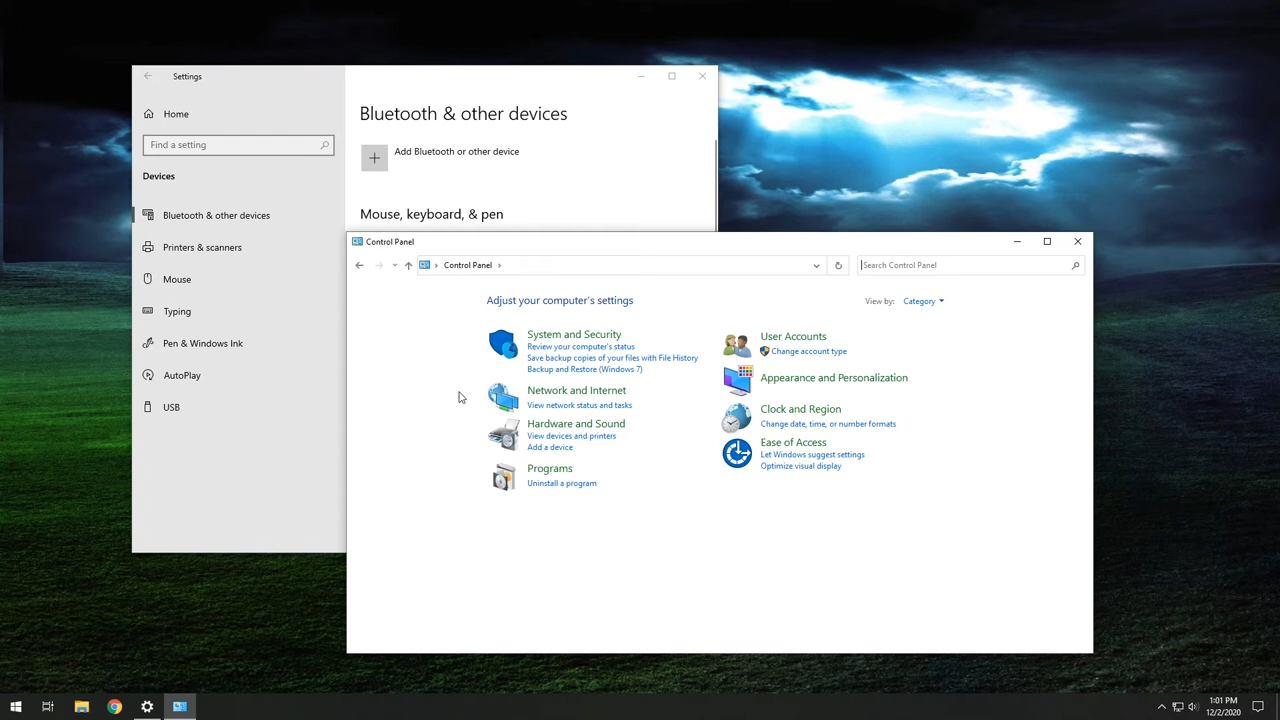 Settings
Home
Find a setting
Devices
Bluetooth & other devices
Printers & scanners
Mouse
Typing
Pen & Windows Ink
AutoPlay
USB
Bluetooth & other devices
Add Bluetooth or other device
Mouse, keyboard, & pen
Control Panel
Control Panel
Search Control Panel
Adjust your computer's settings
View by: Category
System and Security
Review your computer's status
Save backup copies of your files with File History
Backup and Restore (Windows 7)
Network and Internet
View network status and tasks
Hardware and Sound
View devices and printers
Add a device
Programs
Uninstall a program
User Accounts
Change account type
Appearance and Personalization
Clock and Region
Change date, time, or number formats
Ease of Access
Let Windows suggest settings
Optimize visual display
1:01 PM
12/2/2020